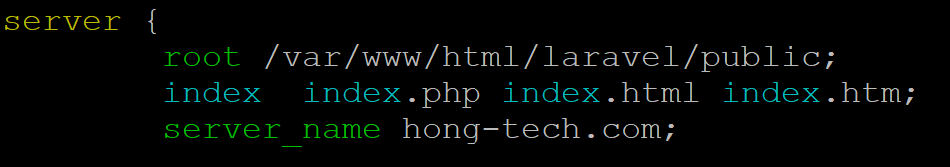 server {
root /var/www/html/laravel/public;
index  index.php index.html index.htm;
server_name hong-tech.com;